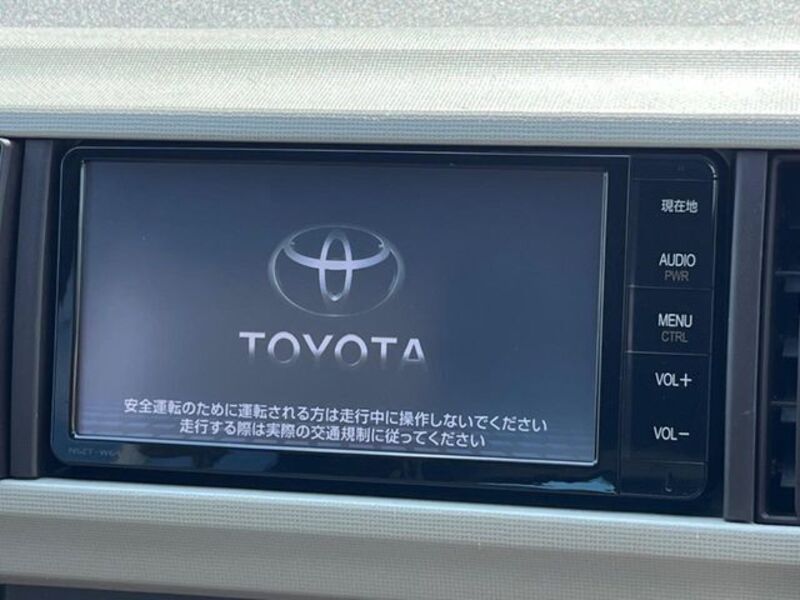 現在地
AUDIO
PWR
MENU
CTRL
VOL+
VOL-
TOYOTA
安全運転のために運転される方は走行中に操作しないでください
走行する際は実際の交通規制に従ってください